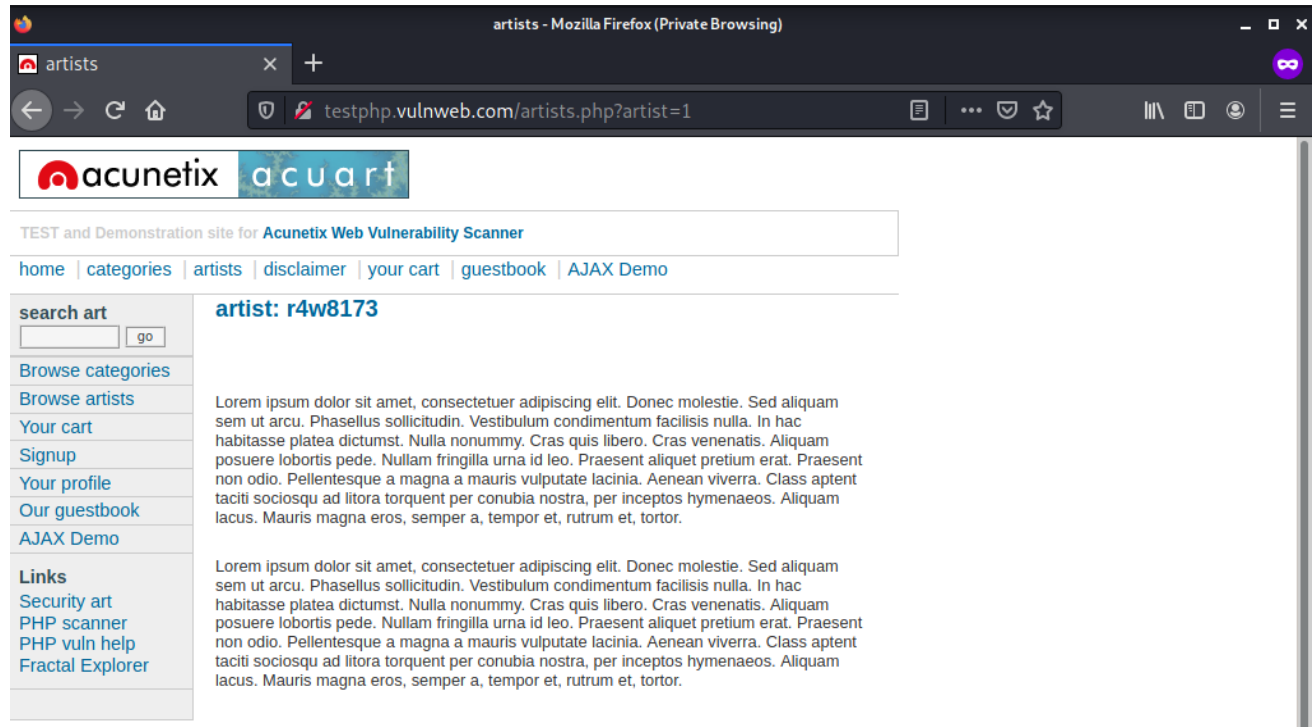 artists - Mozilla Firefox (Private Browsing)
artists
testphp.vulnweb.com/artists.php?artist=1
acunetix acuart
TEST and Demonstration site for Acunetix Web Vulnerability Scanner
home | categories | artists | disclaimer | your cart | guestbook | AJAX Demo
search art
go
Browse categories
Browse artists
Your cart
Signup
Your profile
Our guestbook
AJAX Demo
Links
Security art
PHP scanner
PHP vuln help
Fractal Explorer
artist: r4w8173
Lorem ipsum dolor sit amet, consectetuer adipiscing elit. Donec molestie. Sed aliquam
sem ut arcu. Phasellus sollicitudin. Vestibulum condimentum facilisis nulla. In hac
habitasse platea dictumst. Nulla nonummy. Cras quis libero. Cras venenatis. Aliquam
posuere lobortis pede. Nullam fringilla urna id leo. Praesent aliquet pretium erat. Praesent
non odio. Pellentesque a magna a mauris vulputate lacinia. Aenean viverra. Class aptent
taciti sociosqu ad litora torquent per conubia nostra, per inceptos hymenaeos. Aliquam
lacus. Mauris magna eros, semper a, tempor et, rutrum et, tortor.
Lorem ipsum dolor sit amet, consectetuer adipiscing elit. Donec molestie. Sed aliquam
sem ut arcu. Phasellus sollicitudin. Vestibulum condimentum facilisis nulla. In hac
habitasse platea dictumst. Nulla nonummy. Cras quis libero. Cras venenatis. Aliquam
posuere lobortis pede. Nullam fringilla urna id leo. Praesent aliquet pretium erat. Praesent
non odio. Pellentesque a magna a mauris vulputate lacinia. Aenean viverra. Class aptent
taciti sociosqu ad litora torquent per conubia nostra, per inceptos hymenaeos. Aliquam
lacus. Mauris magna eros, semper a, tempor et, rutrum et, tortor.